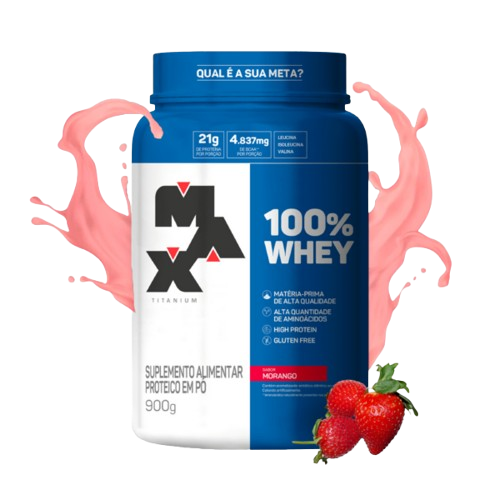 QUAL É A SUA META?
21g
DE PROTEÍNA
POR PORÇÃO
4.837mg
DE BCAA*
POR PORÇÃO
LEUCINA
ISOLEUCINA
VALINA
MAX
TITANIUM
100%
WHEY
MATÉRIA-PRIMA
DE ALTA QUALIDADE
ALTA QUANTIDADE
DE AMINOÁCIDOS
HIGH PROTEIN
GLUTEN FREE
SABOR
MORANGO
SUPLEMENTO ALIMENTAR
PROTEICO EM PÓ
900g